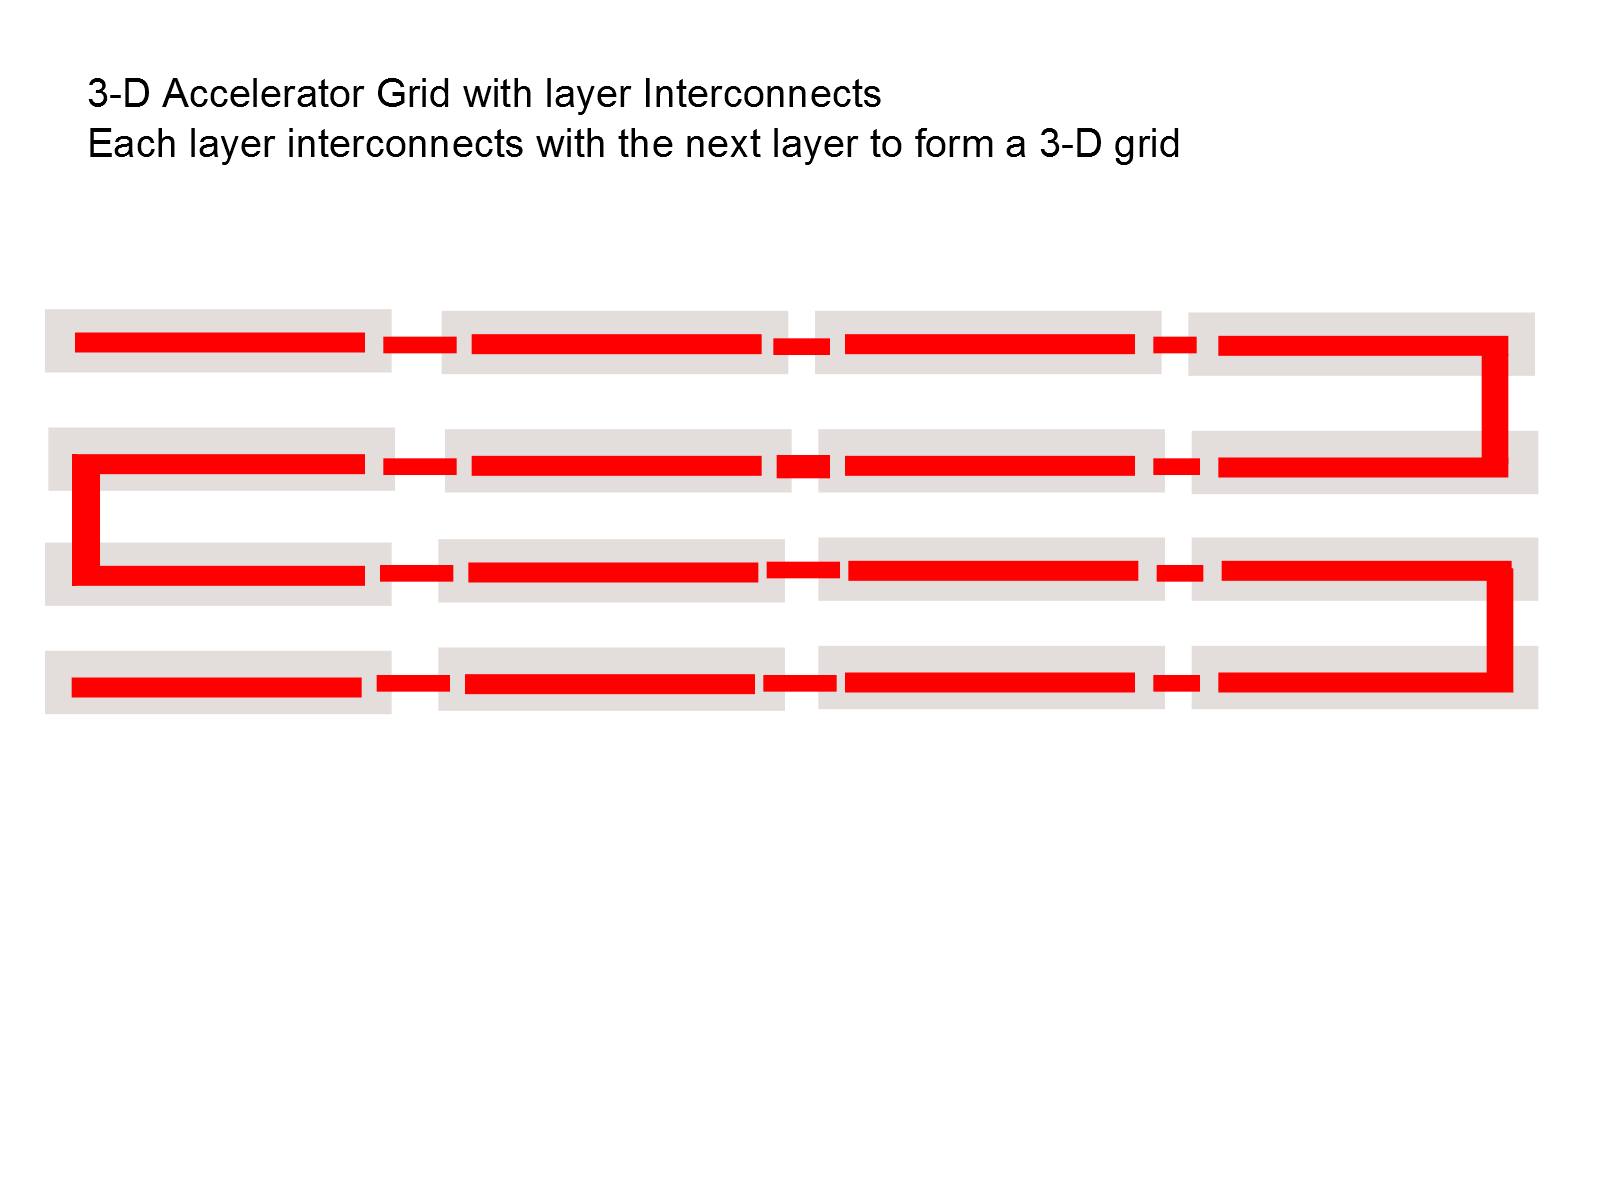 3-D Accelerator Grid with layer Interconnects
Each layer interconnects with the next layer to form a 3-D grid